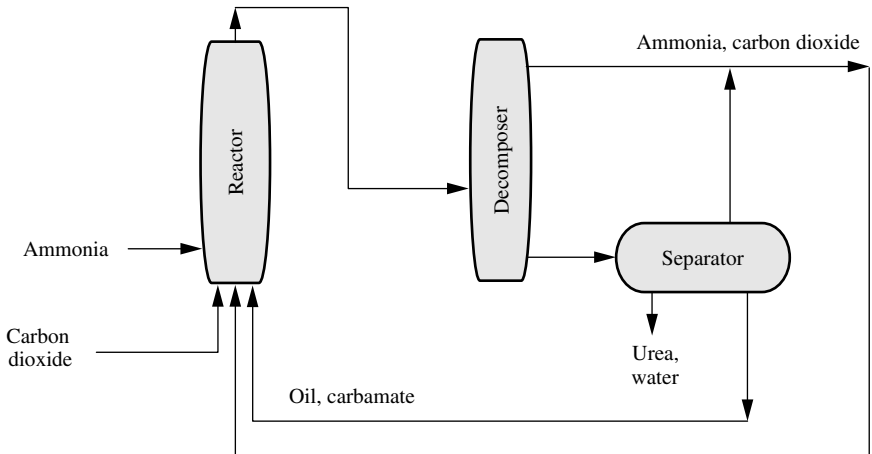 Ammonia, carbon dioxide
Reactor
Decomposer
Ammonia
Separator
Carbon
dioxide
Urea,
water
Oil, carbamate